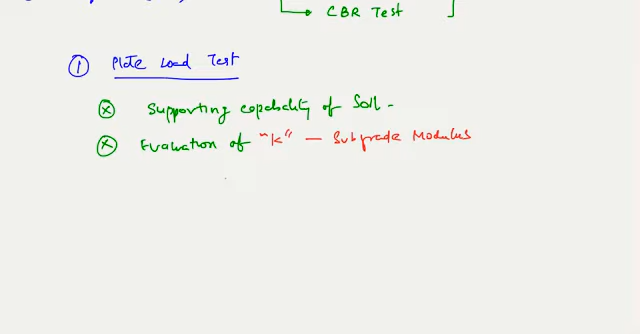 CBR Test
① Plate Load Test
ⓧ Supporting capability of Soil -
ⓧ Evaluation of "K" — Subgrade Modulus